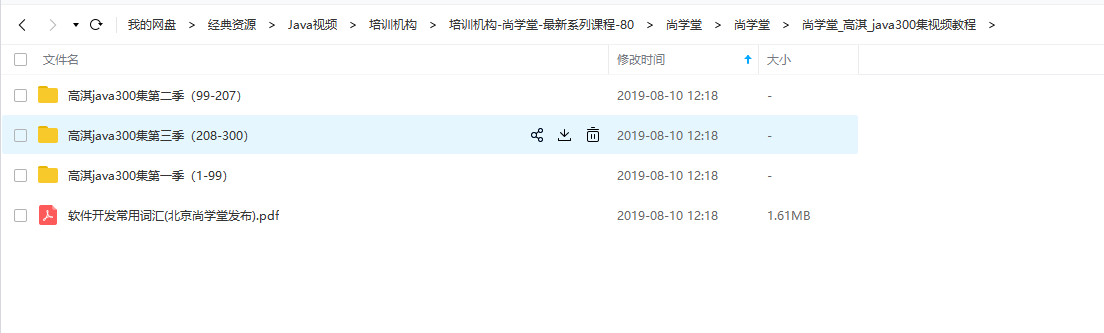 我的网盘 > 经典资源 > Java视频 > 培训机构 > 培训机构-尚学堂-最新系列课程-80 > 尚学堂 > 尚学堂 > 尚学堂_高淇_java300集视频教程 >
文件名 修改时间 大小
高淇java300集第二季（99-207） 2019-08-10 12:18 -
高淇java300集第三季（208-300） 2019-08-10 12:18 -
高淇java300集第一季（1-99） 2019-08-10 12:18 -
软件开发常用词汇(北京尚学堂发布).pdf 2019-08-10 12:18 1.61MB